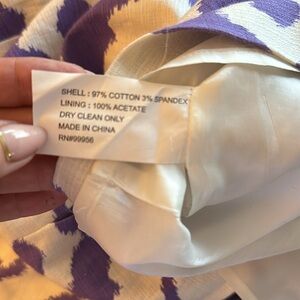 SHELL : 97% COTTON 3% SPANDEX
LINING : 100% ACETATE
DRY CLEAN ONLY
MADE IN CHINA
RN#99956